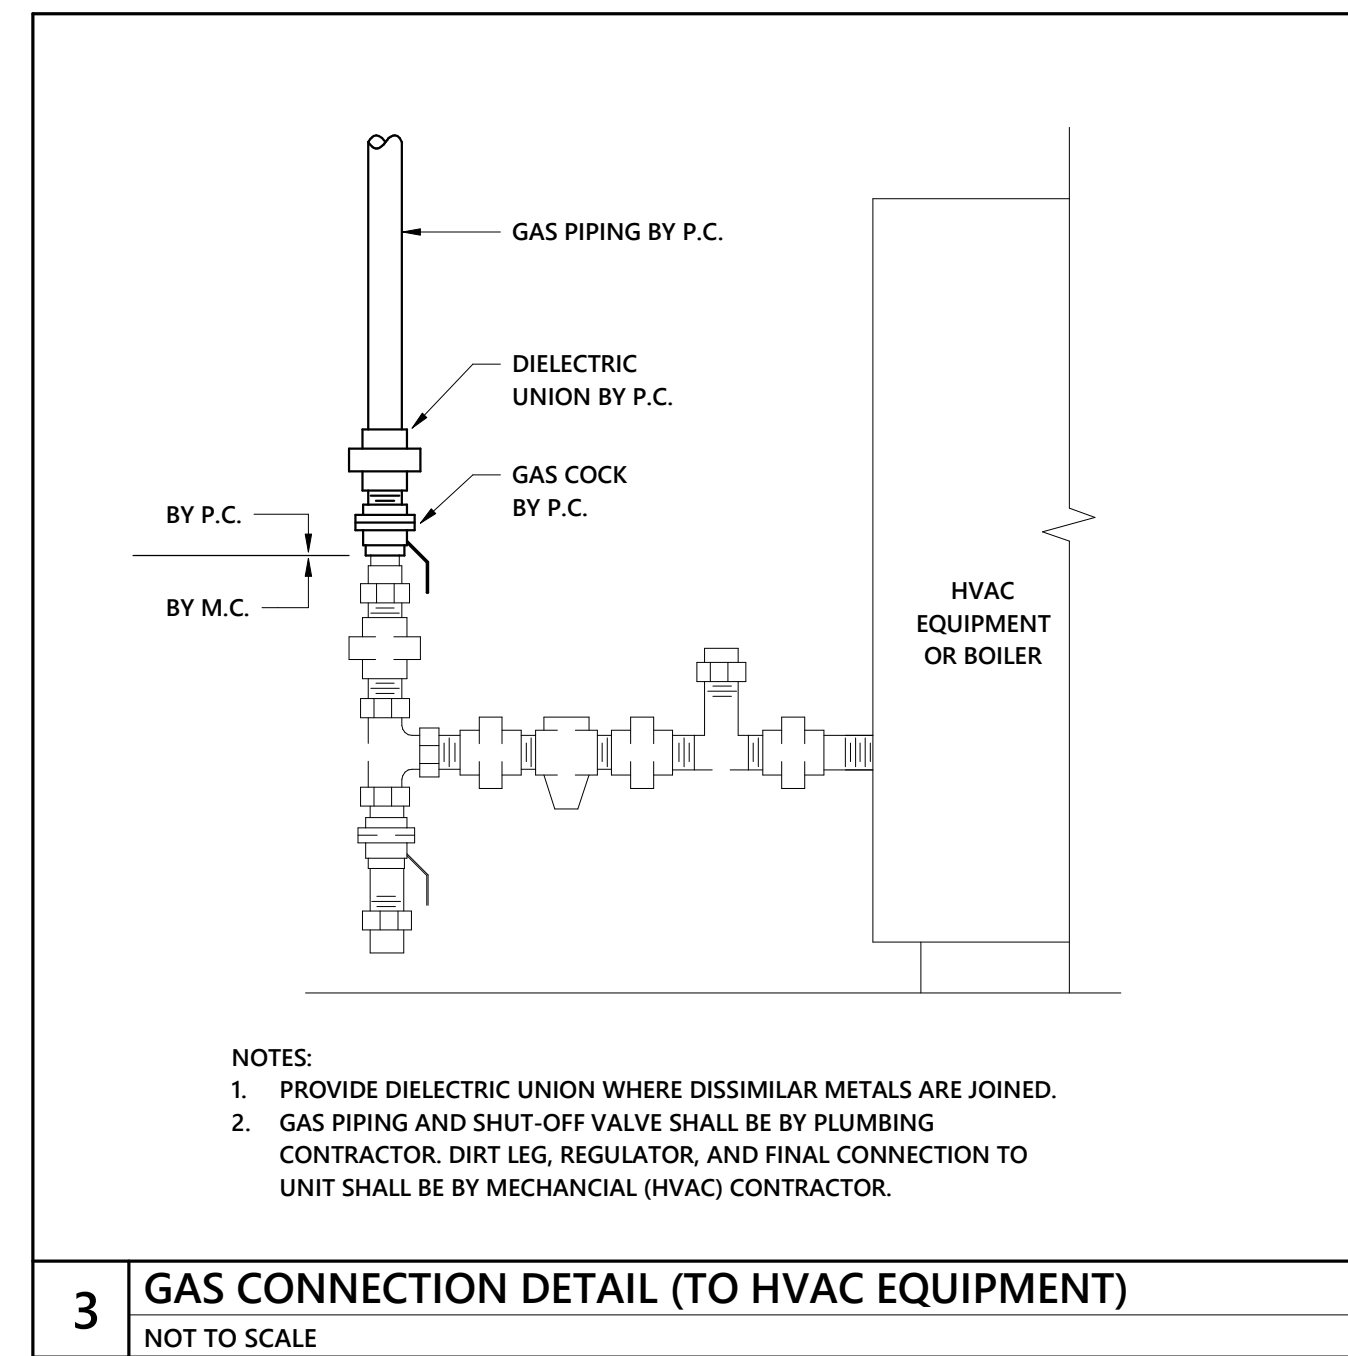 GAS PIPING BY P.C.
DIELECTRIC
UNION BY P.C.
GAS COCK
BY P.C.
BY P.C.
BY M.C.
HVAC
EQUIPMENT
OR BOILER
NOTES:
1. PROVIDE DIELECTRIC UNION WHERE DISSIMILAR METALS ARE JOINED.
2. GAS PIPING AND SHUT-OFF VALVE SHALL BE BY PLUMBING
CONTRACTOR. DIRT LEG, REGULATOR, AND FINAL CONNECTION TO
UNIT SHALL BE BY MECHANCIAL (HVAC) CONTRACTOR.
3
GAS CONNECTION DETAIL (TO HVAC EQUIPMENT)
NOT TO SCALE